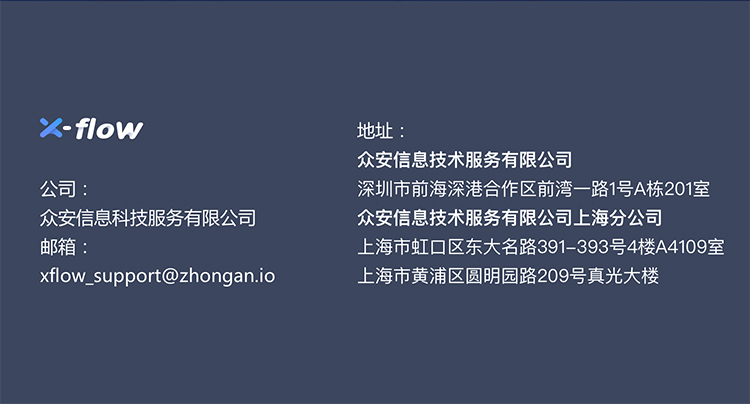 X-flow
公司：
众安信息科技服务有限公司
邮箱：
xflow_support@zhongan.io
地址：
众安信息技术服务有限公司
深圳市前海深港合作区前湾一路1号A栋201室
众安信息技术服务有限公司上海分公司
上海市虹口区东大名路391-393号4楼A4109室
上海市黄浦区圆明园路209号真光大楼